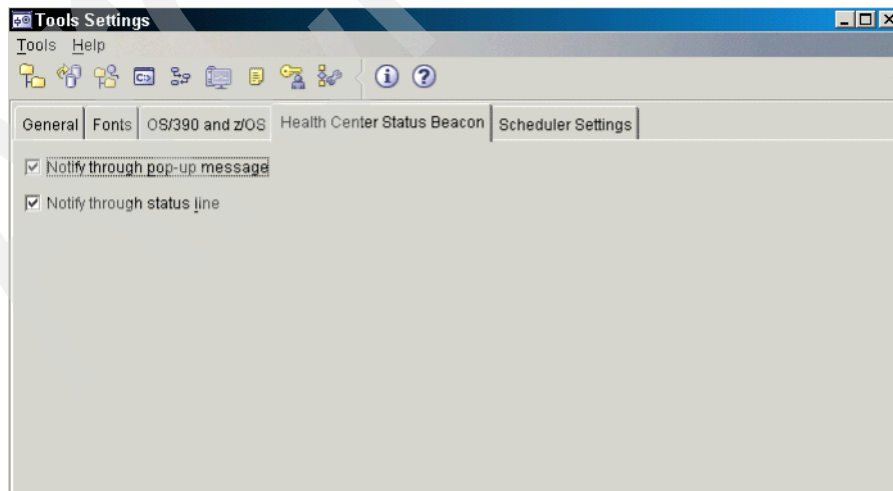 Tools Settings
Tools Help
General Fonts OS/390 and z/OS Health Center Status Beacon Scheduler Settings
Notify through pop-up message
Notify through status line